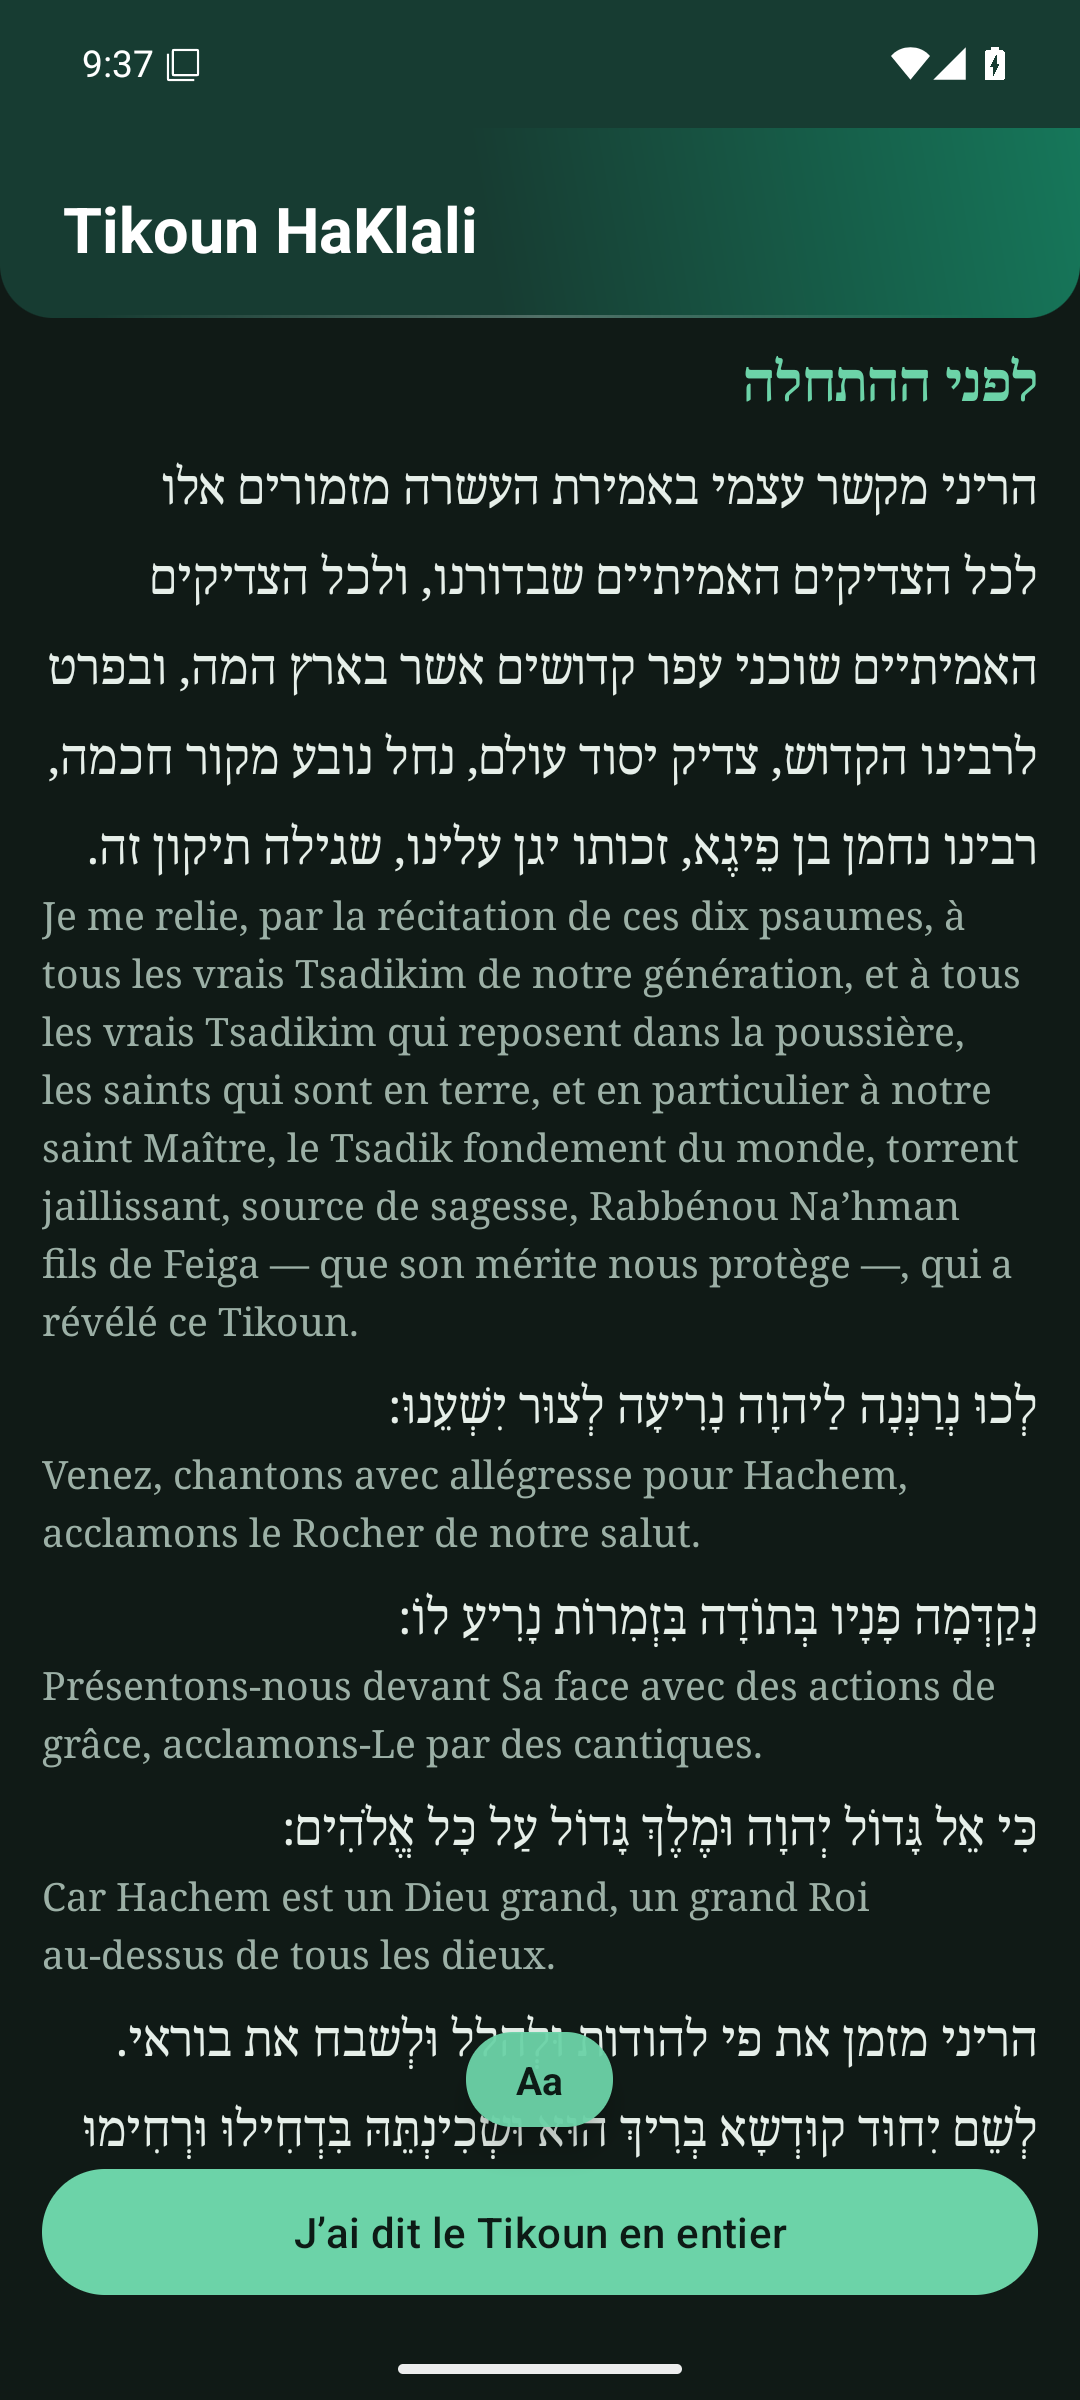 9:37
Tikoun HaKlali
לפני ההתחלה
הריני מקשר עצמי באמירת העשרה מזמורים אלו
לכל הצדיקים האמיתיים שבדורנו, ולכל הצדיקים
האמיתיים שוכני עפר קדושים אשר בארץ המה, ובפרט
לרבינו הקדוש, צדיק יסוד עולם, נחל נובע מקור חכמה,
רבינו נחמן בן פֵיגֶא, זכותו יגן עלינו, שגילה תיקון זה.
Je me relie, par la récitation de ces dix psaumes, à
tous les vrais Tsadikim de notre génération, et à tous
les vrais Tsadikim qui reposent dans la poussière,
les saints qui sont en terre, et en particulier à notre
saint Maître, le Tsadik fondement du monde, torrent
jaillissant, source de sagesse, Rabbénou Na’hman
fils de Feiga — que son mérite nous protège —, qui a
révélé ce Tikoun.
לְכוּ נְרַנְּנָה לַיהוָה נָרִיעָה לְצוּר יִשְׁעֵנוּ:
Venez, chantons avec allégresse pour Hachem,
acclamons le Rocher de notre salut.
נְקַדְּמָה פָנָיו בְּתוֹדָה בִּזְמִרוֹת נָרִיעַ לוֹ:
Présentons-nous devant Sa face avec des actions de
grâce, acclamons-Le par des cantiques.
כִּי אֵל גָּדוֹל יְהוָה וּמֶלֶךְ גָּדוֹל עַל כָּל אֱלֹהִים:
Car Hachem est un Dieu grand, un grand Roi
au-dessus de tous les dieux.
הריני מזמן את פי להודות וּלְהלל וּלְשבח את בוראי.
Aa
לְשֵׁם יִחוּד קוּדְשָׁא בְּרִיךְ הוּא וּשְׁכִינְתֵּהּ בִּדְחִילוּ וּרְחִימוּ
J’ai dit le Tikoun en entier